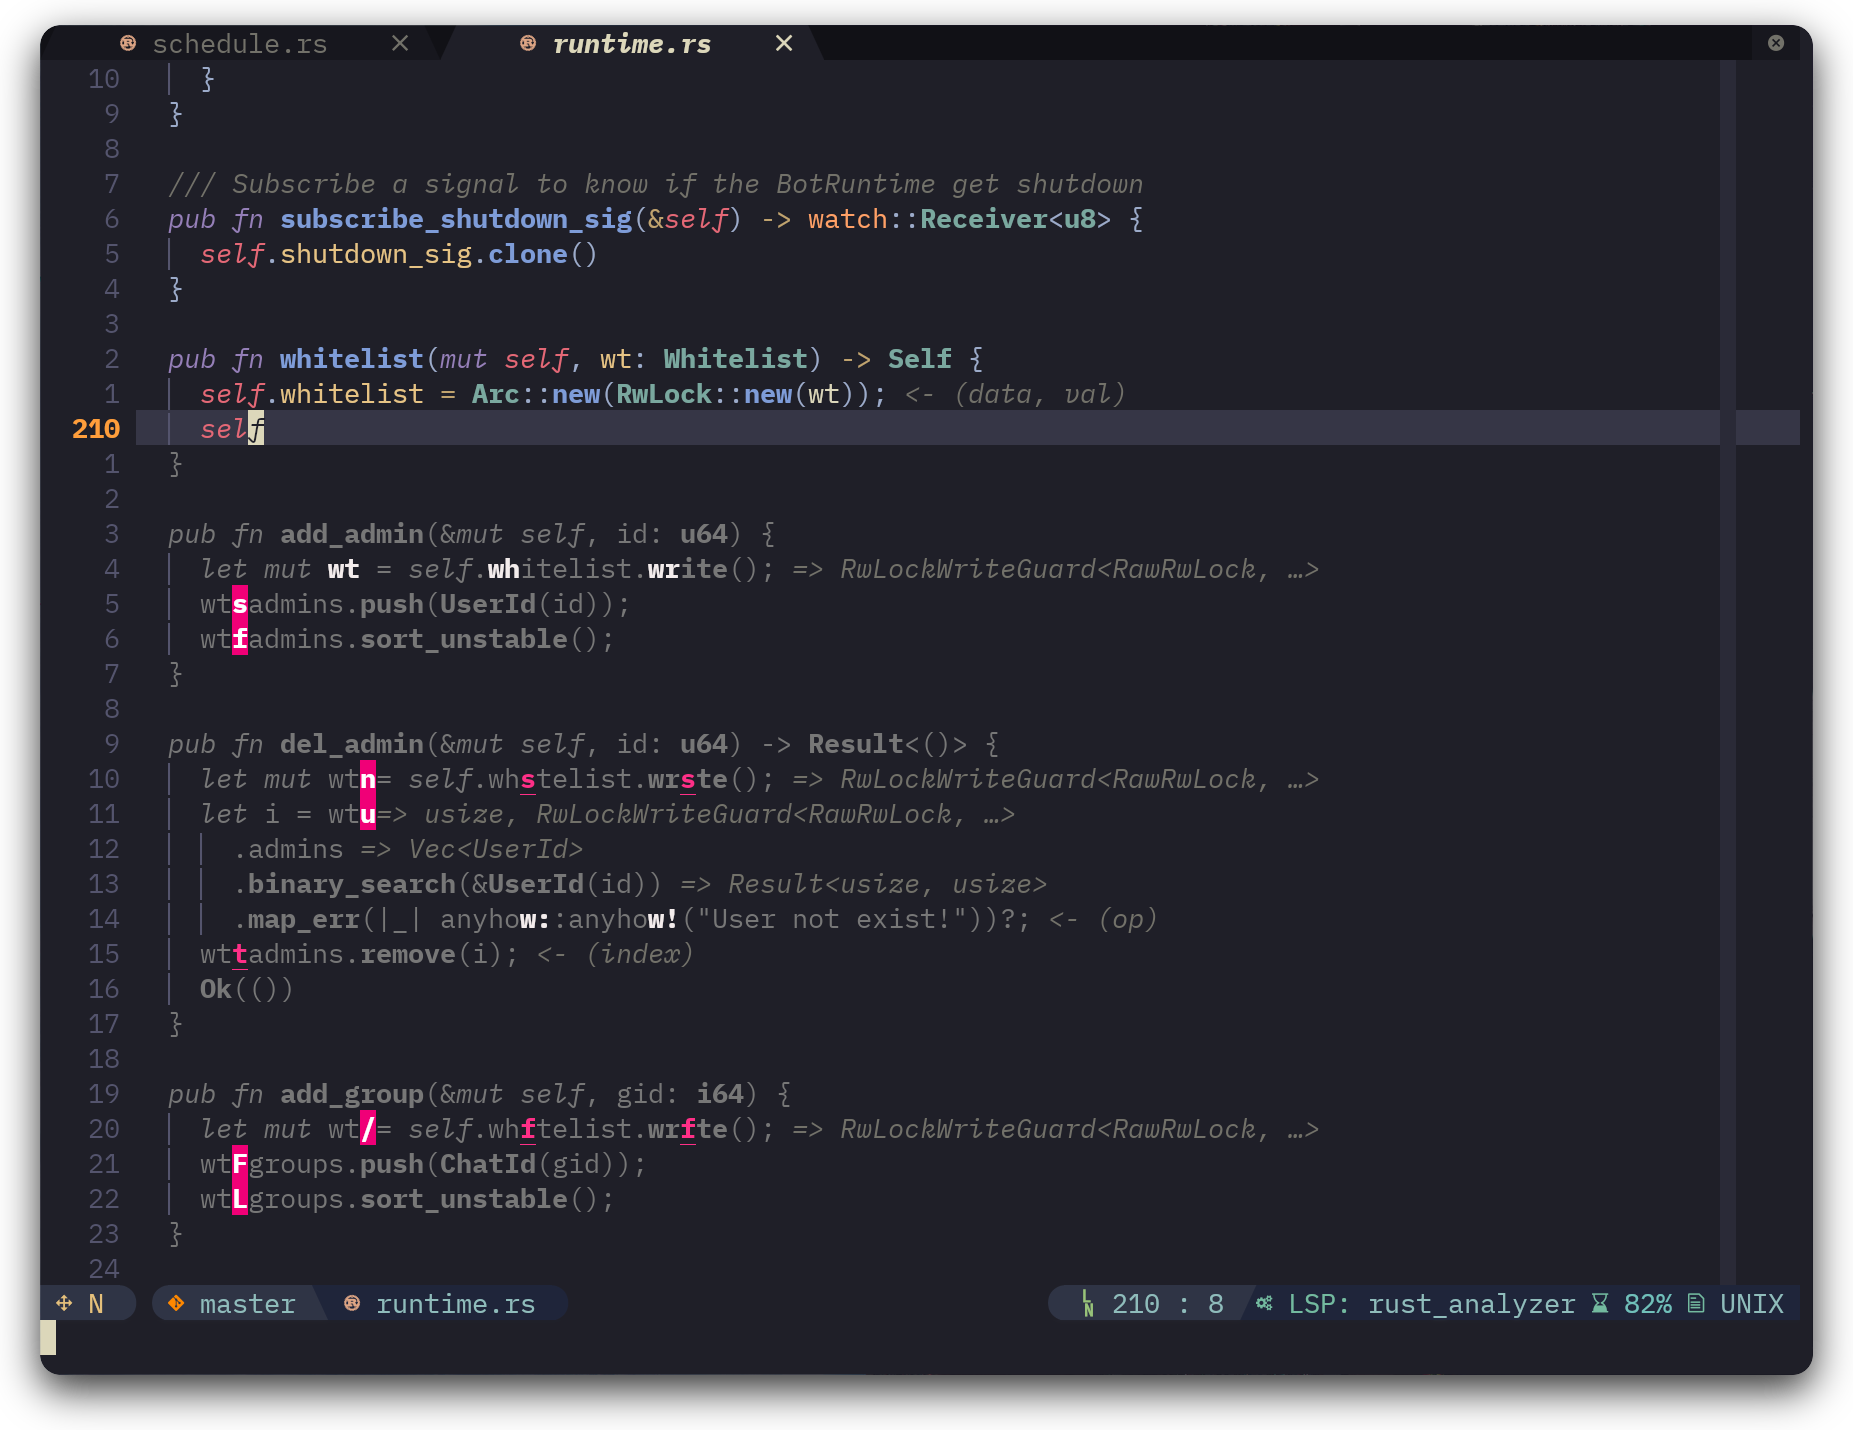 schedule.rs × runtime.rs ×
10 }
9 }
8
7 /// Subscribe a signal to know if the BotRuntime get shutdown
6 pub fn subscribe_shutdown_sig(&self) -> watch::Receiver<u8> {
5 self.shutdown_sig.clone()
4 }
3
2 pub fn whitelist(mut self, wt: Whitelist) -> Self {
1 self.whitelist = Arc::new(RwLock::new(wt)); <- (data, val)
210 self
1 }
2
3 pub fn add_admin(&mut self, id: u64) {
4 let mut wt = self.whitelist.write(); => RwLockWriteGuard<RawRwLock, …>
5 wtsadmins.push(UserId(id));
6 wtfadmins.sort_unstable();
7 }
8
9 pub fn del_admin(&mut self, id: u64) -> Result<()> {
10 let mut wtn= self.whstelist.wrste(); => RwLockWriteGuard<RawRwLock, …>
11 let i = wtu=> usize, RwLockWriteGuard<RawRwLock, …>
12 .admins => Vec<UserId>
13 .binary_search(&UserId(id)) => Result<usize, usize>
14 .map_err(|_| anyhow::anyhow!("User not exist!"))?; <- (op)
15 wttadmins.remove(i); <- (index)
16 Ok(())
17 }
18
19 pub fn add_group(&mut self, gid: i64) {
20 let mut wt/= self.whftelist.wrfte(); => RwLockWriteGuard<RawRwLock, …>
21 wtFgroups.push(ChatId(gid));
22 wtLgroups.sort_unstable();
23 }
24
N master runtime.rs LN 210 : 8 LSP: rust_analyzer 82% UNIX